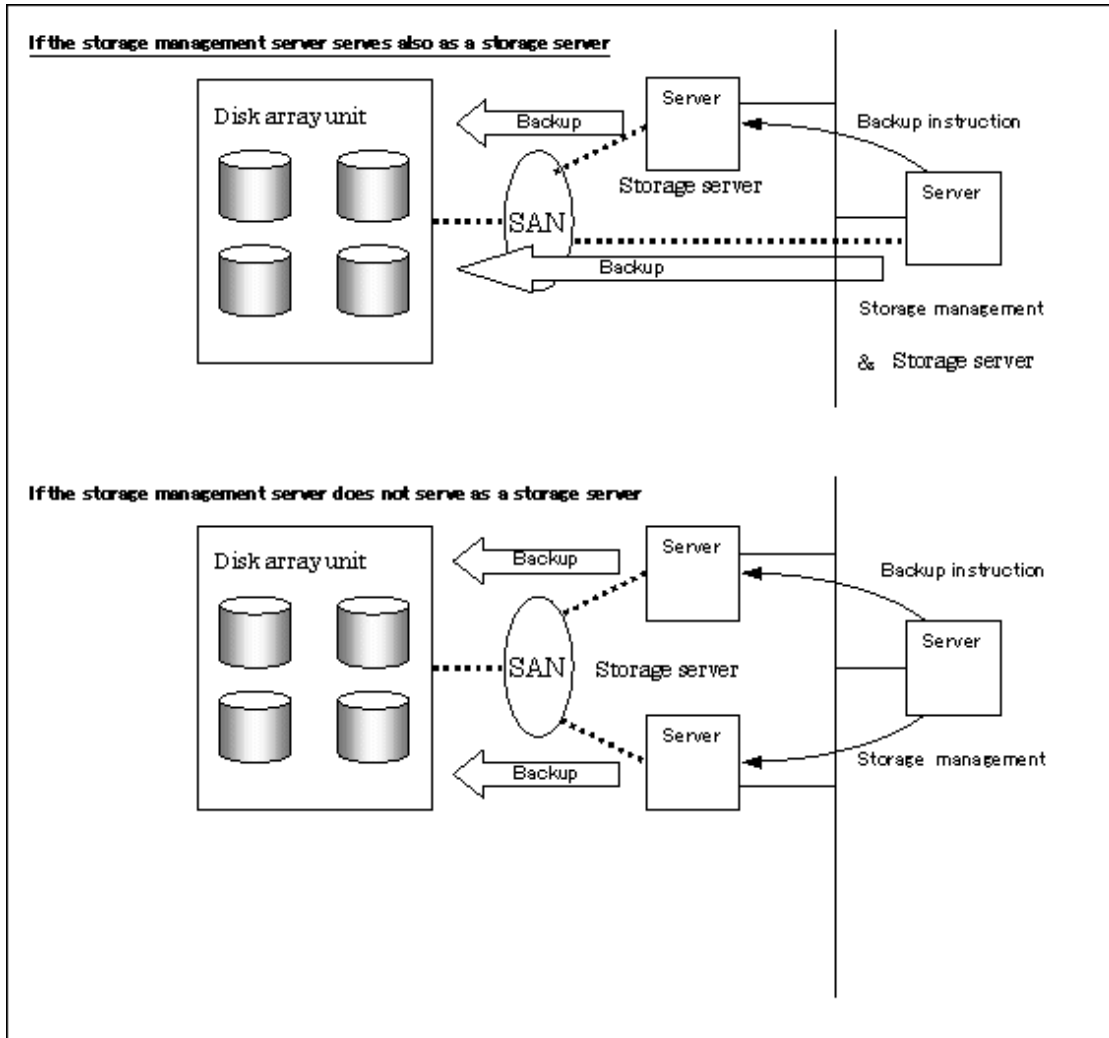 If the storage management server serves also as a storage server
Disk array unit
Backup
Server
Backup instruction
Storage server
Server
SAN
Backup
Storage management
& Storage server
If the storage management server does not serve as a storage server
Disk array unit
Backup
Server
Backup instruction
SAN
Storage server
Server
Server
Backup
Storage management